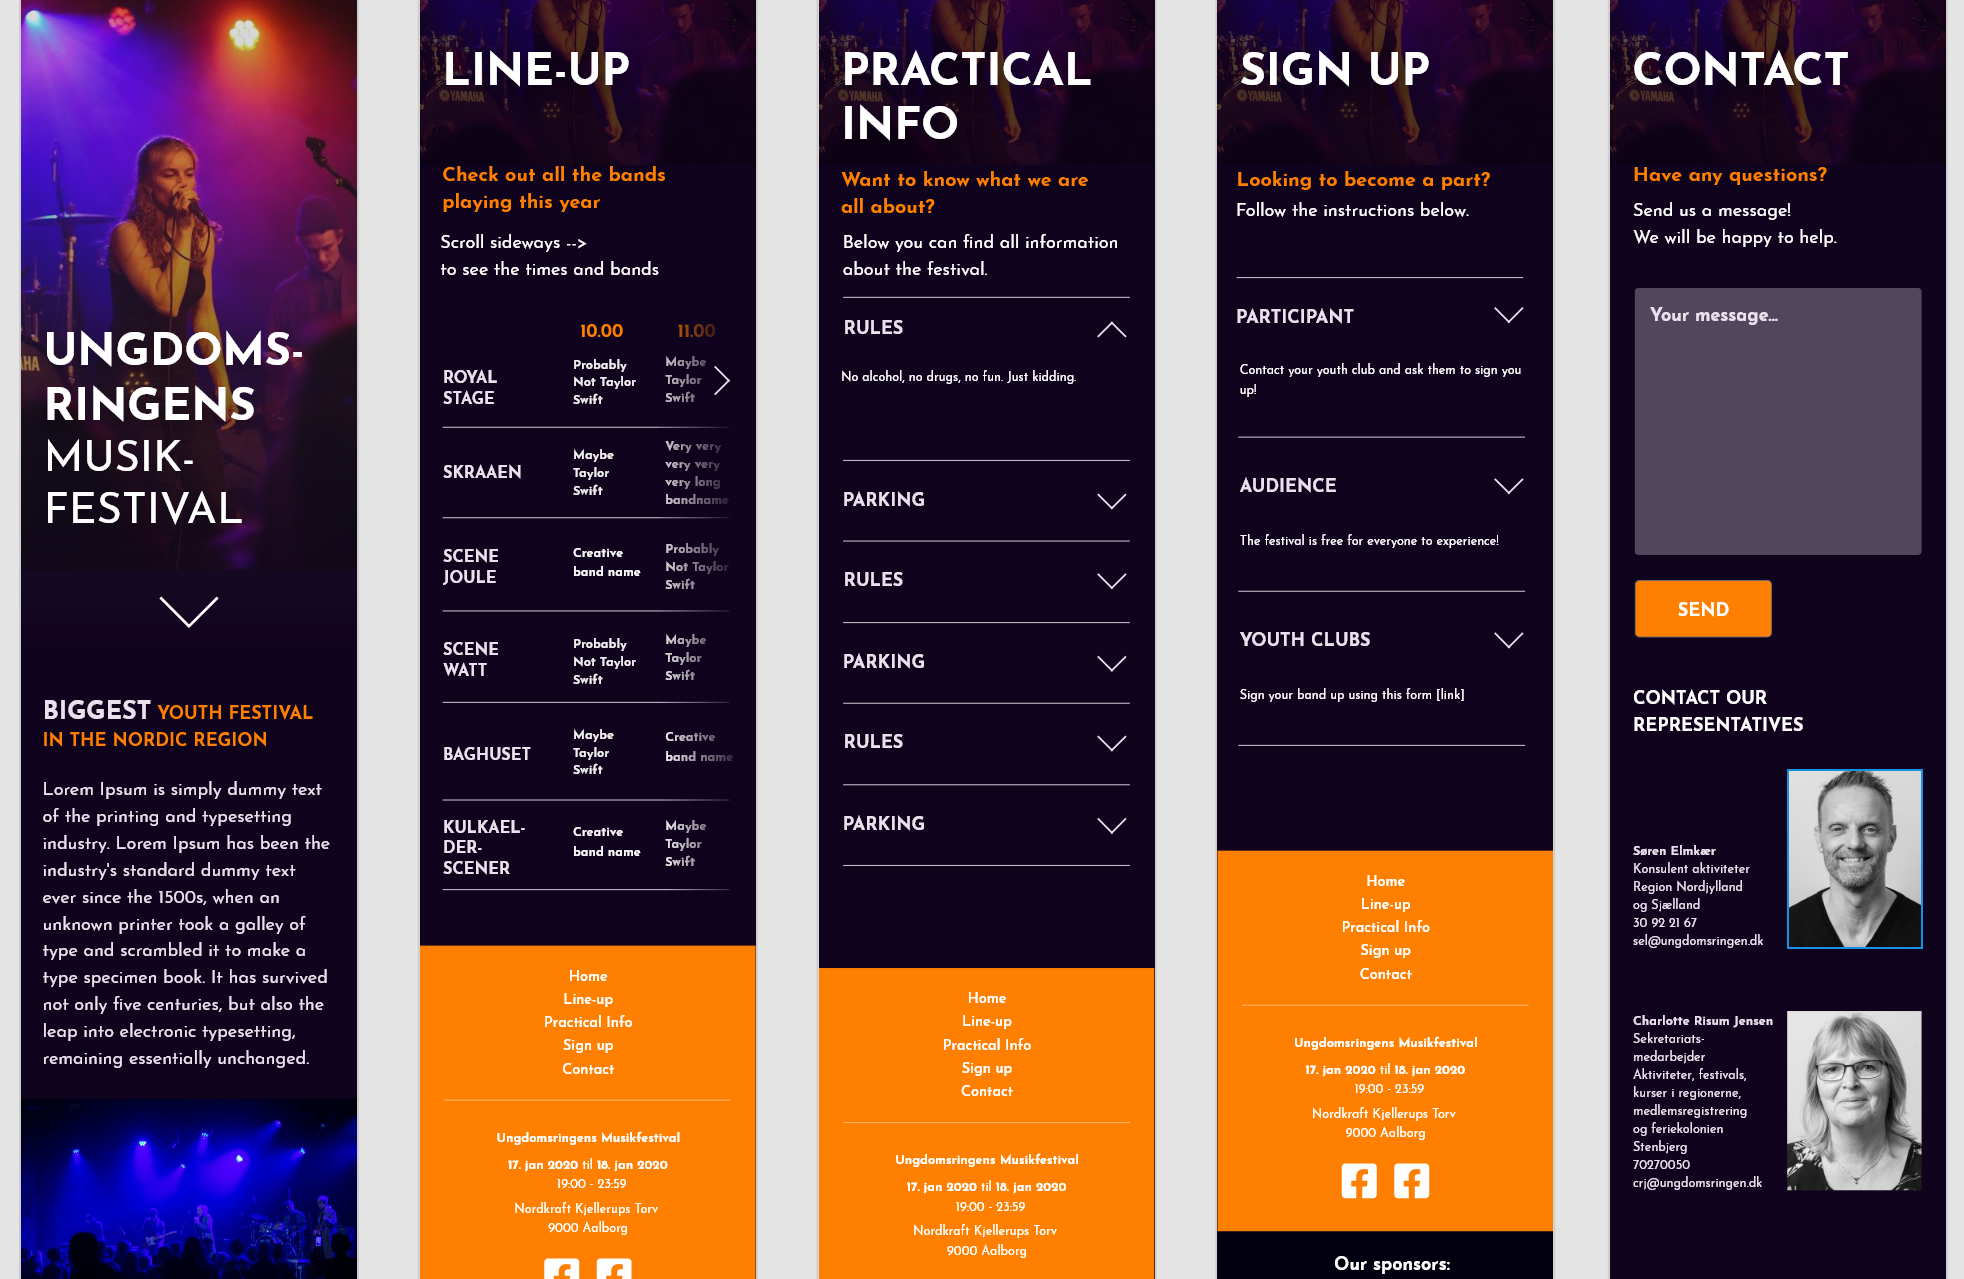 UNGDOMS-
RINGENS
MUSIK-
FESTIVAL
BIGGEST YOUTH FESTIVAL
IN THE NORDIC REGION
Lorem Ipsum is simply dummy text
of the printing and typesetting
industry. Lorem Ipsum has been the
industry's standard dummy text
ever since the 1500s, when an
unknown printer took a galley of
type and scrambled it to make a
type specimen book. It has survived
not only five centuries, but also the
leap into electronic typesetting,
remaining essentially unchanged.
LINE-UP
YAMAHA
Check out all the bands
playing this year
Scroll sideways -->
to see the times and bands
10.00 11.00
ROYAL
STAGE
Probably
Not Taylor
Swift
Maybe
Taylor
Swift
SKRAAEN
Maybe
Taylor
Swift
Very very
very very
very long
bandname
SCENE
JOULE
Creative
band name
Probably
Not Taylor
Swift
SCENE
WATT
Probably
Not Taylor
Swift
Maybe
Taylor
Swift
BAGHUSET
Maybe
Taylor
Swift
Creative
band name
KULKAEL-
DER-
SCENER
Creative
band name
Maybe
Taylor
Swift
Home
Line-up
Practical Info
Sign up
Contact
Ungdomsringens Musikfestival
17. jan 2020 til 18. jan 2020
19:00 - 23:59
Nordkraft Kjellerups Torv
9000 Aalborg
PRACTICAL
INFO
Want to know what we are
all about?
Below you can find all information
about the festival.
RULES
No alcohol, no drugs, no fun. Just kidding.
PARKING
RULES
PARKING
RULES
PARKING
Home
Line-up
Practical Info
Sign up
Contact
Ungdomsringens Musikfestival
17. jan 2020 til 18. jan 2020
19:00 - 23:59
Nordkraft Kjellerups Torv
9000 Aalborg
SIGN UP
YAMAHA
Looking to become a part?
Follow the instructions below.
PARTICIPANT
Contact your youth club and ask them to sign you
up!
AUDIENCE
The festival is free for everyone to experience!
YOUTH CLUBS
Sign your band up using this form [link]
Home
Line-up
Practical Info
Sign up
Contact
Ungdomsringens Musikfestival
17. jan 2020 til 18. jan 2020
19:00 - 23:59
Nordkraft Kjellerups Torv
9000 Aalborg
Our sponsors:
CONTACT
YAMAHA
Have any questions?
Send us a message!
We will be happy to help.
Your message...
SEND
CONTACT OUR
REPRESENTATIVES
Søren Elmkær
Konsulent aktiviteter
Region Nordjylland
og Sjælland
30 92 21 67
sel@ungdomsringen.dk
Charlotte Risum Jensen
Sekretariats-
medarbejder
Aktiviteter, festivals,
kurser i regionerne,
medlemsregistrering
og feriekolonien
Stenbjerg
70270050
crj@ungdomsringen.dk